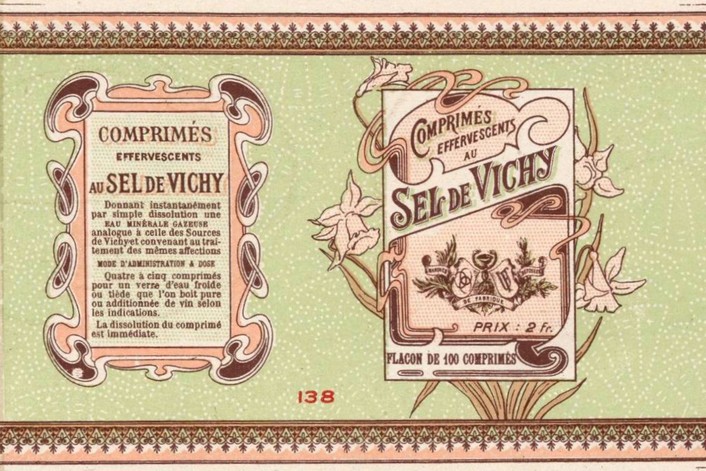 COMPRIMÉS
EFFERVESCENTS
AU SEL DE VICHY
Donnant instantanément
par simple dissolution une
EAU MINÉRALE GAZEUSE
analogue à celle des Sources
de Vichy et convenant au trai-
tement des mêmes affections
MODE D'ADMINISTRATION & DOSE
Quatre à cinq comprimés
pour un verre d'eau froide
ou tiède que l'on boit pure
ou additionnée de vin selon
les indications.
La dissolution du comprimé
est immédiate.
COMPRIMÉS
EFFERVESCENTS
AU
SEL DE VICHY
DE FABRIQUE
PRIX : 2 fr.
FLACON DE 100 COMPRIMÉS
138